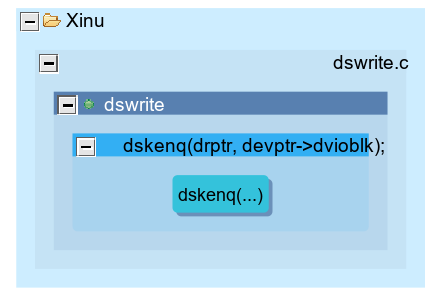 Xinu
dswrite.c
dswrite
dskenq(drptr, devptr->dvioblk);
dskenq(...)